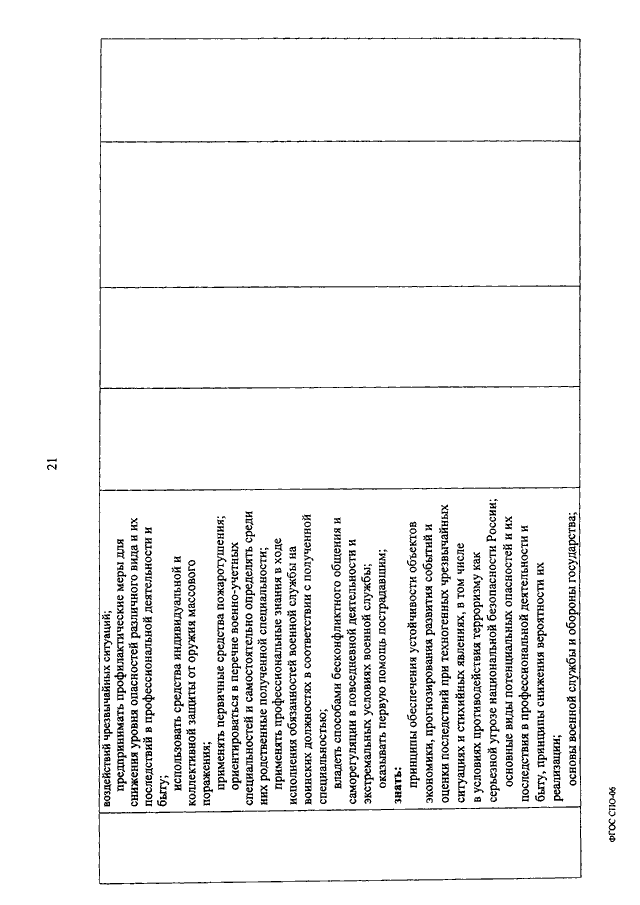 21
воздействий чрезвычайных ситуаций;
предпринимать профилактические меры для
снижения уровня опасностей различного вида и их
последствий в профессиональной деятельности и
быту;
использовать средства индивидуальной и
коллективной защиты от оружия массового
поражения;
применять первичные средства пожаротушения;
ориентироваться в перечне военно-учетных
специальностей и самостоятельно определять среди
них родственные полученной специальности;
применять профессиональные знания в ходе
исполнения обязанностей военной службы на
воинских должностях в соответствии с полученной
специальностью;
владеть способами бесконфликтного общения и
саморегуляции в повседневной деятельности и
экстремальных условиях военной службы;
оказывать первую помощь пострадавшим;
знать:
принципы обеспечения устойчивости объектов
экономики, прогнозирования развития событий и
оценки последствий при техногенных чрезвычайных
ситуациях и стихийных явлениях, в том числе
в условиях противодействия терроризму как
серьезной угрозе национальной безопасности России;
основные виды потенциальных опасностей и их
последствия в профессиональной деятельности и
быту, принципы снижения вероятности их
реализации;
основы военной службы и обороны государства;
ФГОС СПО-06